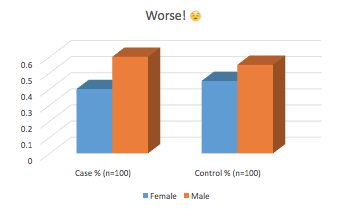 Worse! 😒
0.6
0.5
0.4
0.3
0.2
0.1
0
Case % (n=100) Control % (n=100)
Female Male